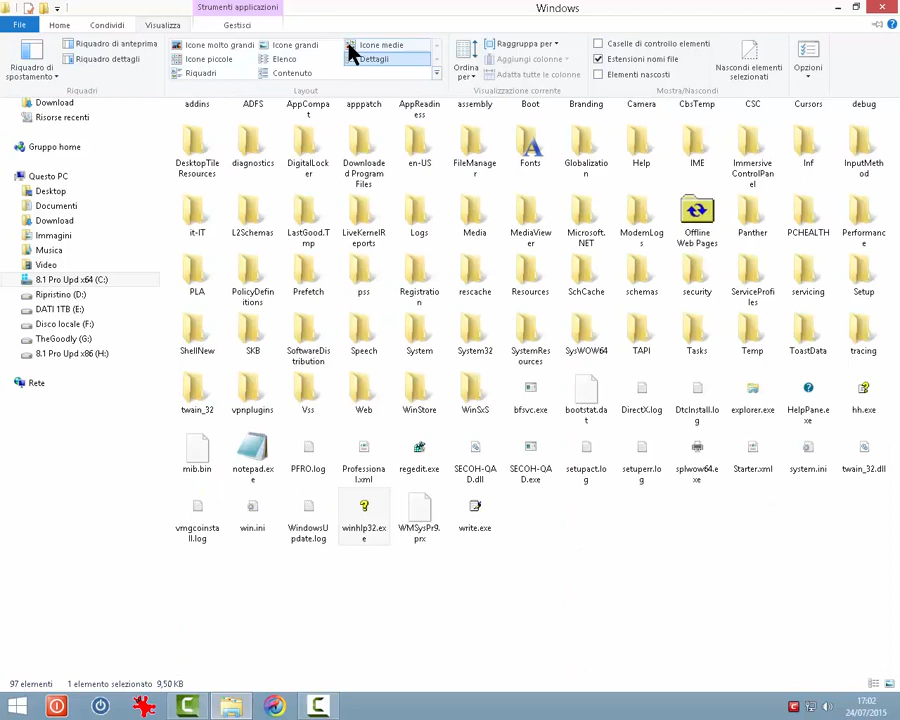 Strumenti applicazioni
Windows
File
Home
Condividi
Visualizza
Gestisci
Riquadro di spostamento
Riquadro di anteprima
Riquadro dettagli
Riquadri
Icone molto grandi
Icone grandi
Icone medie
Icone piccole
Elenco
Dettagli
Riquadri
Contenuto
Layout
Ordina per
Raggruppa per
Aggiungi colonne
Adatta tutte le colonne
Visualizzazione corrente
Caselle di controllo elementi
Estensioni nomi file
Elementi nascosti
Nascondi elementi selezionati
Mostra/Nascondi
Opzioni
Download
Risorse recenti
Gruppo home
Questo PC
Desktop
Documenti
Download
Immagini
Musica
Video
8.1 Pro Upd x64 (C:)
Ripristino (D:)
DATI 1TB (E:)
Disco locale (F:)
TheGoodly (G:)
8.1 Pro Upd x86 (H:)
Rete
addins
ADFS
AppCompat
apppatch
AppReadiness
assembly
Boot
Branding
Camera
CbsTemp
CSC
Cursors
debug
DesktopTileResources
diagnostics
DigitalLocker
Downloaded Program Files
en-US
FileManager
Fonts
Globalization
Help
IME
ImmersiveControlPanel
Inf
InputMethod
it-IT
L2Schemas
LastGood.Tmp
LiveKernelReports
Logs
Media
MediaViewer
Microsoft.NET
ModemLogs
Offline Web Pages
Panther
PCHEALTH
Performance
PLA
PolicyDefinitions
Prefetch
pss
Registration
rescache
Resources
SchCache
schemas
security
ServiceProfiles
servicing
Setup
ShellNew
SKB
SoftwareDistribution
Speech
System
System32
SystemResources
SysWOW64
TAPI
Tasks
Temp
ToastData
tracing
twain_32
vpnplugins
Vss
Web
WinStore
WinSxS
bfsvc.exe
bootstat.dat
DirectX.log
DtcInstall.log
explorer.exe
HelpPane.exe
hh.exe
mib.bin
notepad.exe
PFRO.log
Professional.xml
regedit.exe
SECOH-QAD.dll
SECOH-QAD.exe
setupact.log
setuperr.log
splwow64.exe
Starter.xml
system.ini
twain_32.dll
vmgcoinstall.log
win.ini
WindowsUpdate.log
winhlp32.exe
WMSysPr9.prx
write.exe
97 elementi
1 elemento selezionato 9,50 KB
17:02
24/07/2015